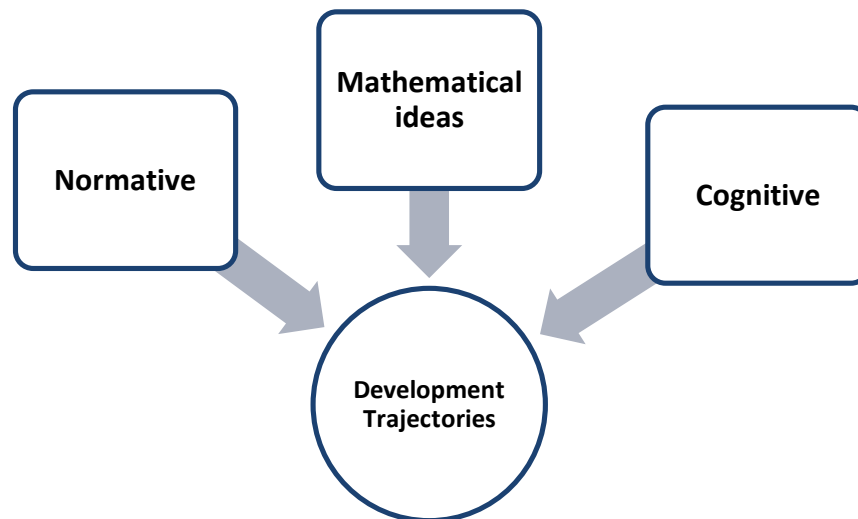 Mathematical
ideas
Normative
Cognitive
Development
Trajectories